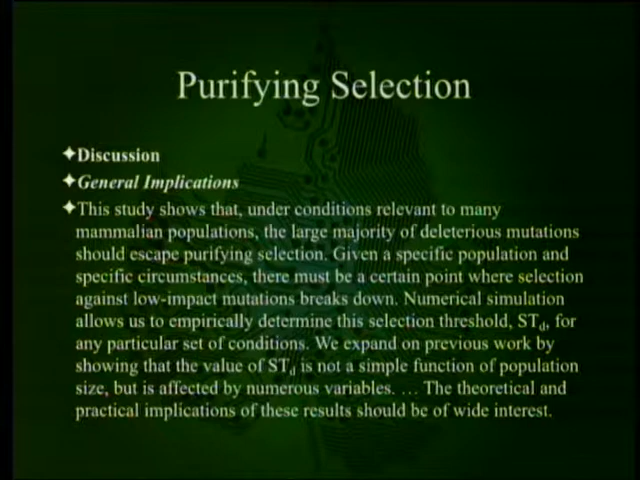 Purifying Selection
Discussion
General Implications
This study shows that, under conditions relevant to many
mammalian populations, the large majority of deleterious mutations
should escape purifying selection. Given a specific population and
specific circumstances, there must be a certain point where selection
against low-impact mutations breaks down. Numerical simulation
allows us to empirically determine this selection threshold, STd, for
any particular set of conditions. We expand on previous work by
showing that the value of STd is not a simple function of population
size, but is affected by numerous variables. … The theoretical and
practical implications of these results should be of wide interest.